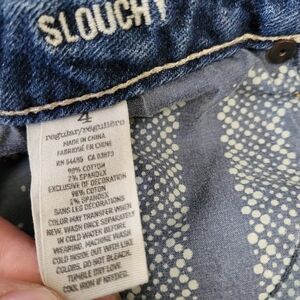 SLOUCHY
4
regular/régulière
MADE IN CHINA
FABRIQUÉ EN CHINE
RN 54485 CA 03173
98% COTTON
2% SPANDEX
EXCLUSIVE OF DECORATION
98% COTON
2% SPANDEX
SANS LES DÉCORATIONS
COLOR MAY TRANSFER WHEN
NEW. WASH ONCE SEPARATELY
IN COLD WATER BEFORE
WEARING. MACHINE WASH
COLD INSIDE OUT WITH LIKE
COLORS. DO NOT BLEACH.
TUMBLE DRY LOW.
COOL IRON IF NEEDED.